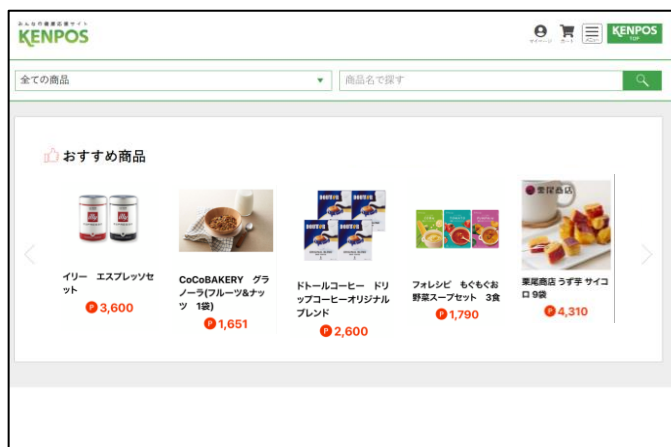 みんなの健康応援サイト
KENPOS
マイページ
カート
メニュー
KENPOS
TOP
全ての商品
商品名で探す
おすすめ商品
イリー エスプレッソセ
ット
P 3,600
CoCoBAKERY グラ
ノーラ(フルーツ&ナッ
ツ 1袋)
P 1,651
ドトールコーヒー ドリ
ップコーヒーオリジナル
ブレンド
P 2,600
フォレシピ もぐもぐお
野菜スープセット 3食
P 1,790
栗尾商店
栗尾商店 うず芋 サイコ
ロ 9袋
P 4,310